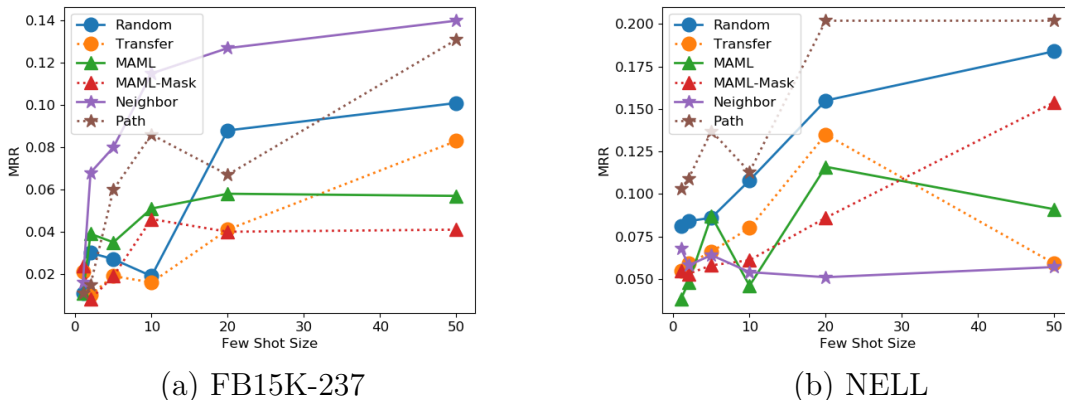 0.14
0.12
0.10
0.08
0.06
0.04
0.02
MRR
Random
Transfer
MAML
MAML-Mask
Neighbor
Path
0 10 20 30 40 50
Few Shot Size
(a) FB15K-237
0.200
0.175
0.150
0.125
0.100
0.075
0.050
MRR
Random
Transfer
MAML
MAML-Mask
Neighbor
Path
0 10 20 30 40 50
Few Shot Size
(b) NELL